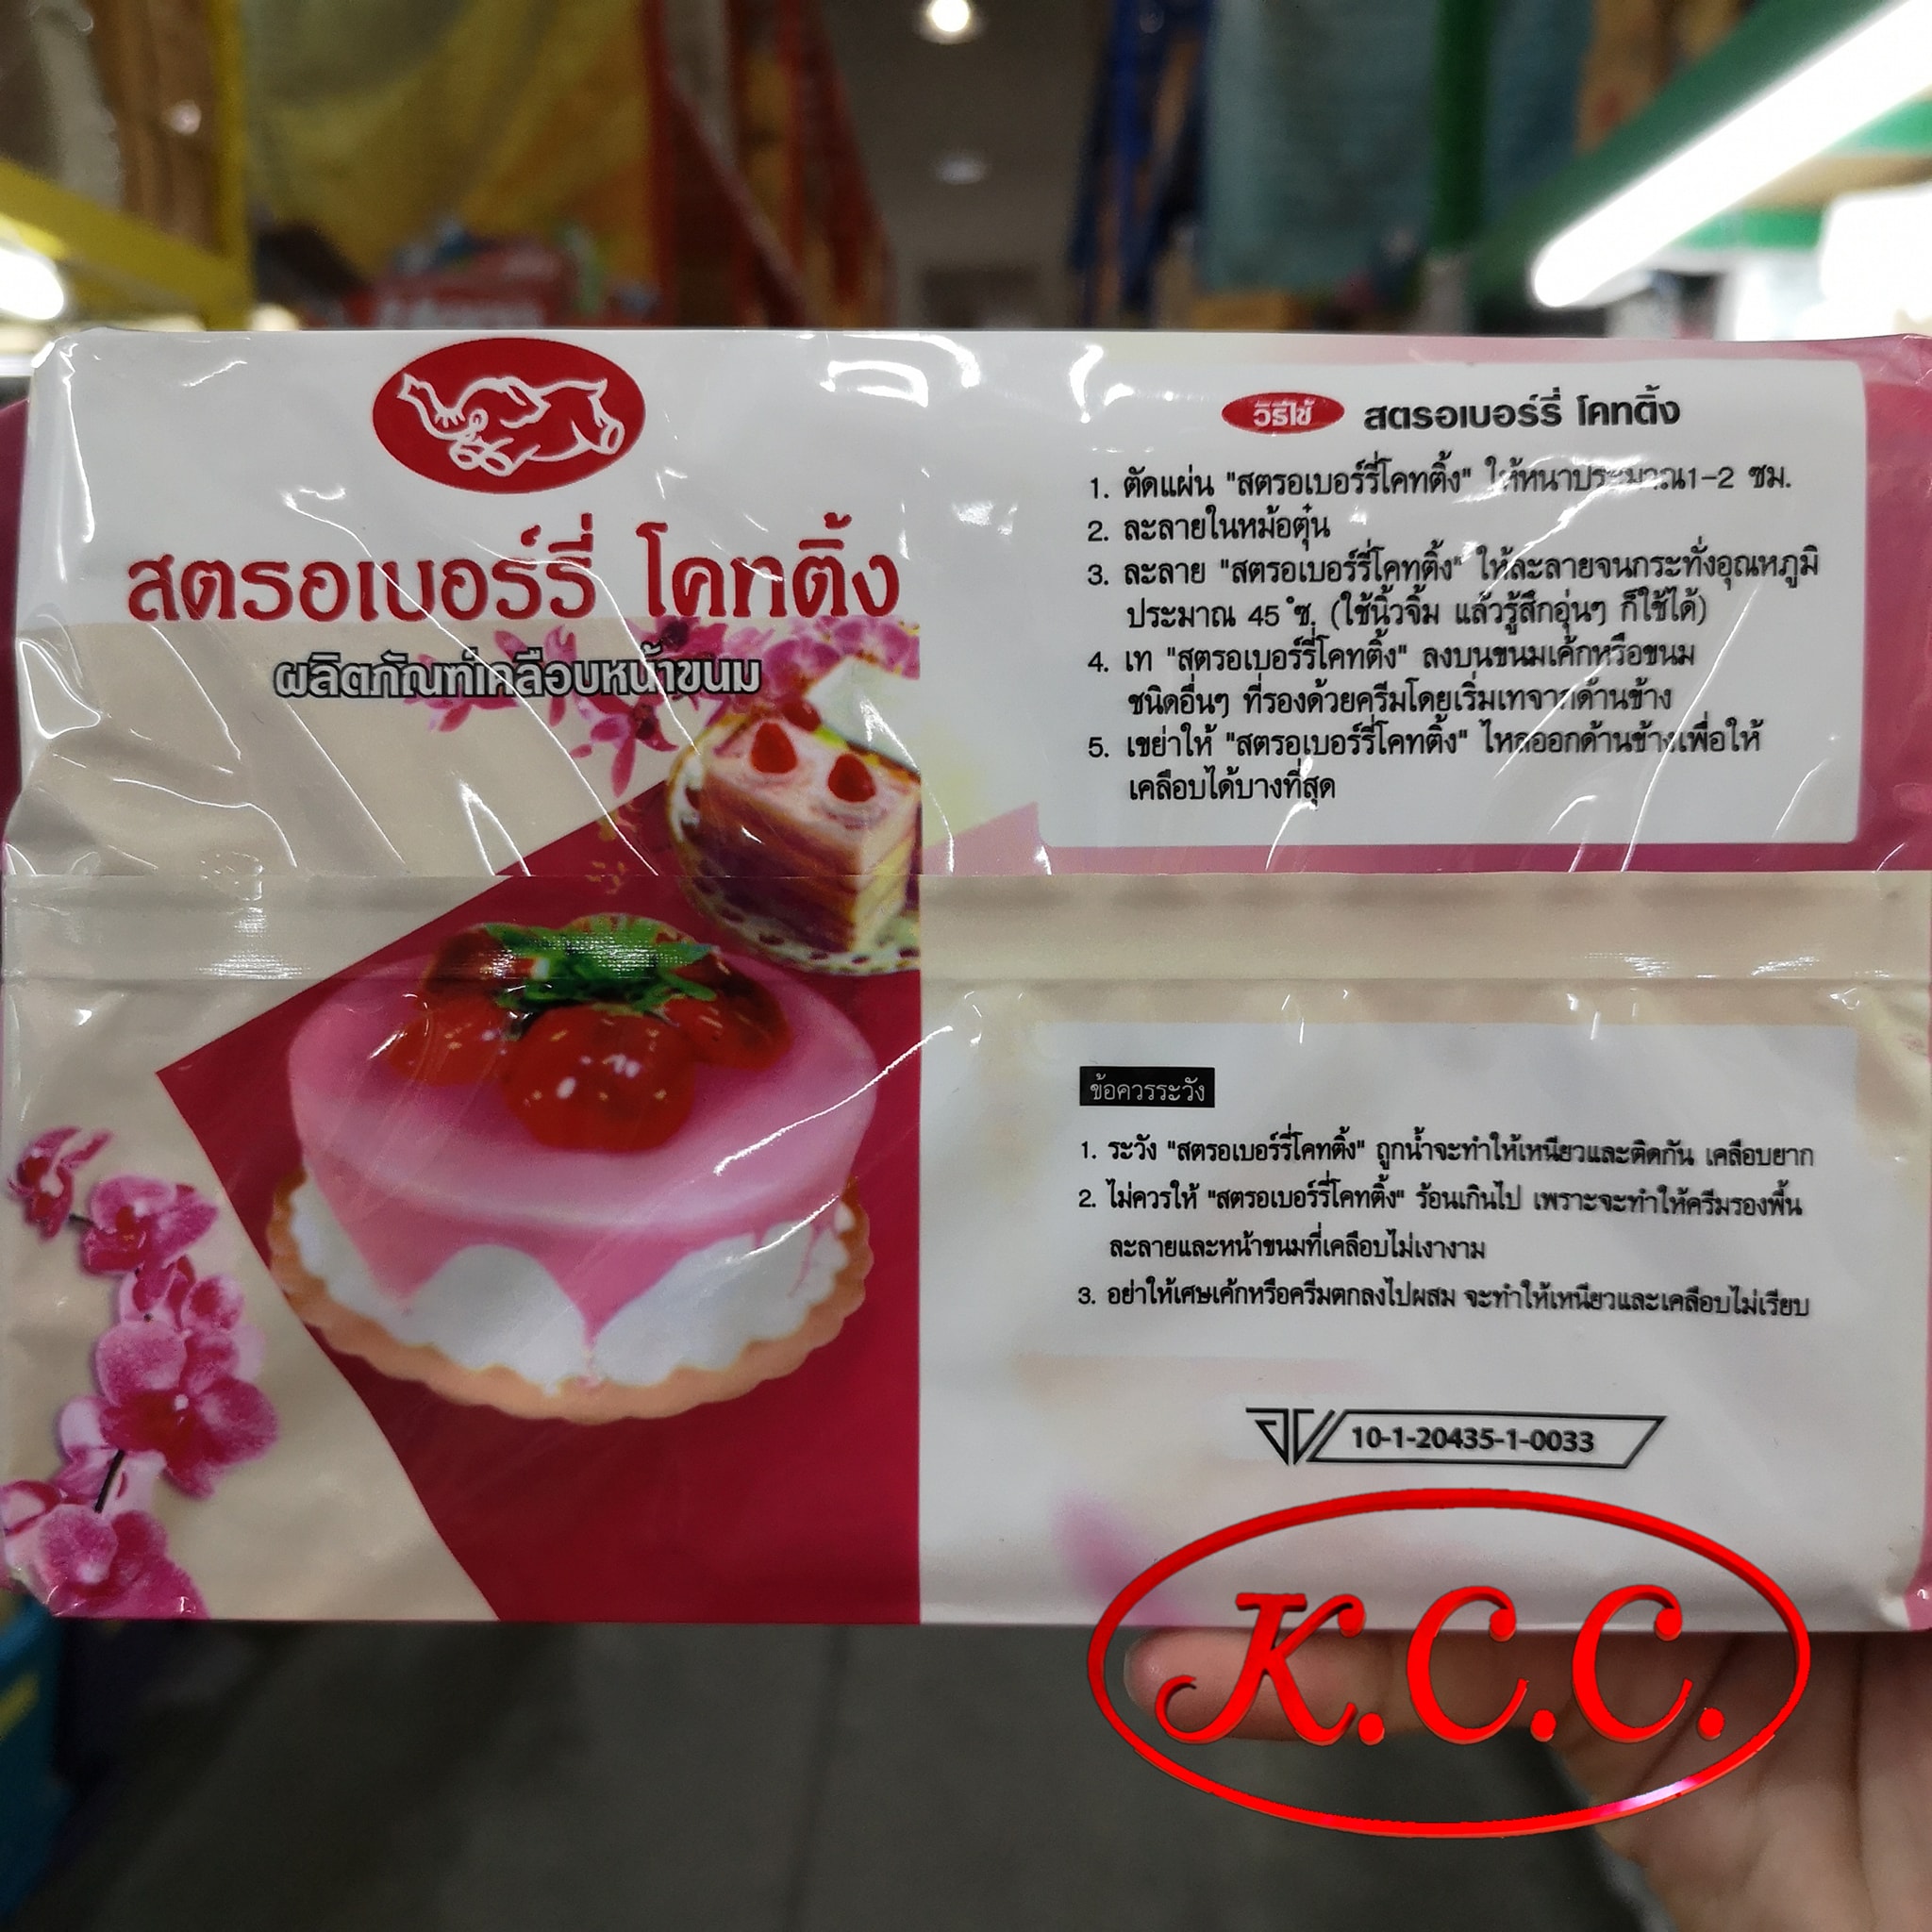 สตรอเบอร์รี่ โคทติ้ง
ผลิตภัณฑ์เคลือบหน้าขนม
วิธีใช้ สตรอเบอร์รี่ โคทติ้ง
1. ตัดแผ่น "สตรอเบอร์รี่โคทติ้ง" ให้หนาประมาณ1-2 ซม.
2. ละลายในหม้อตุ๋น
3. ละลาย "สตรอเบอร์รี่โคทติ้ง" ให้ละลายจนกระทั่งอุณหภูมิ
ประมาณ 45 °ซ. (ใช้นิ้วจิ้ม แล้วรู้สึกอุ่นๆ ก็ใช้ได้)
4. เท "สตรอเบอร์รี่โคทติ้ง" ลงบนขนมเค้กหรือขนม
ชนิดอื่นๆ ที่รองด้วยครีมโดยเริ่มเทจากด้านข้าง
5. เขย่าให้ "สตรอเบอร์รี่โคทติ้ง" ไหลออกด้านข้างเพื่อให้
เคลือบได้บางที่สุด
ข้อควรระวัง
1. ระวัง "สตรอเบอร์รี่โคทติ้ง" ถูกน้ำจะทำให้เหนียวและติดกัน เคลือบยาก
2. ไม่ควรให้ "สตรอเบอร์รี่โคทติ้ง" ร้อนเกินไป เพราะจะทำให้ครีมรองพื้น
ละลายและหน้าขนมที่เคลือบไม่เงางาม
3. อย่าให้เศษเค้กหรือครีมตกลงไปผสม จะทำให้เหนียวและเคลือบไม่เรียบ
อย 10-1-20435-1-0033
K.C.C.